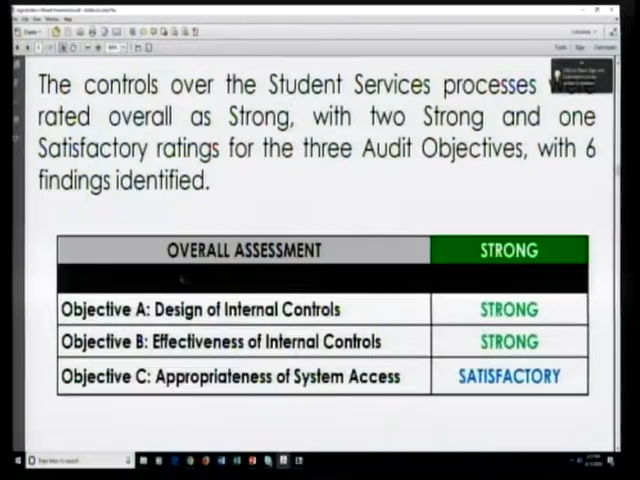 The controls over the Student Services processes were
rated overall as Strong, with two Strong and one
Satisfactory ratings for the three Audit Objectives, with 6
findings identified.
OVERALL ASSESSMENT STRONG
Objective A: Design of Internal Controls STRONG
Objective B: Effectiveness of Internal Controls STRONG
Objective C: Appropriateness of System Access SATISFACTORY